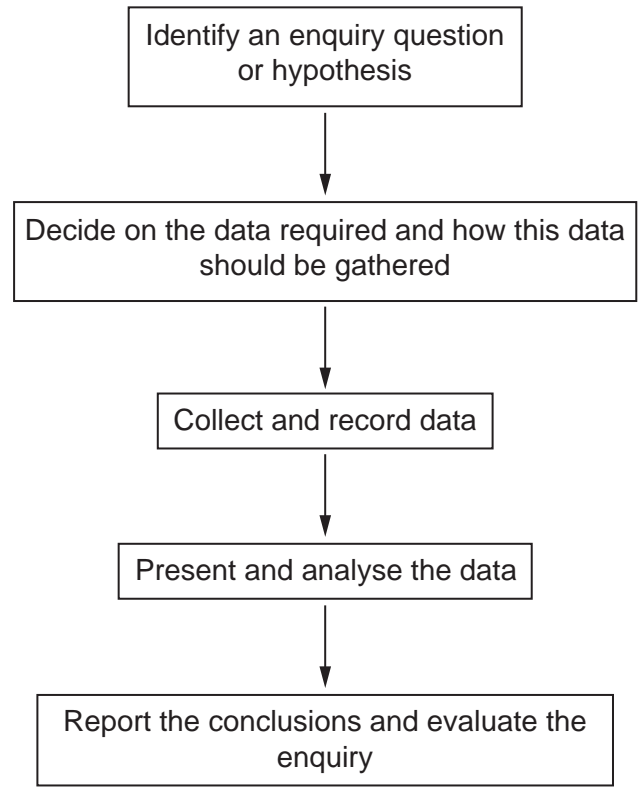 Identify an enquiry question
or hypothesis
Decide on the data required and how this data
should be gathered
Collect and record data
Present and analyse the data
Report the conclusions and evaluate the
enquiry